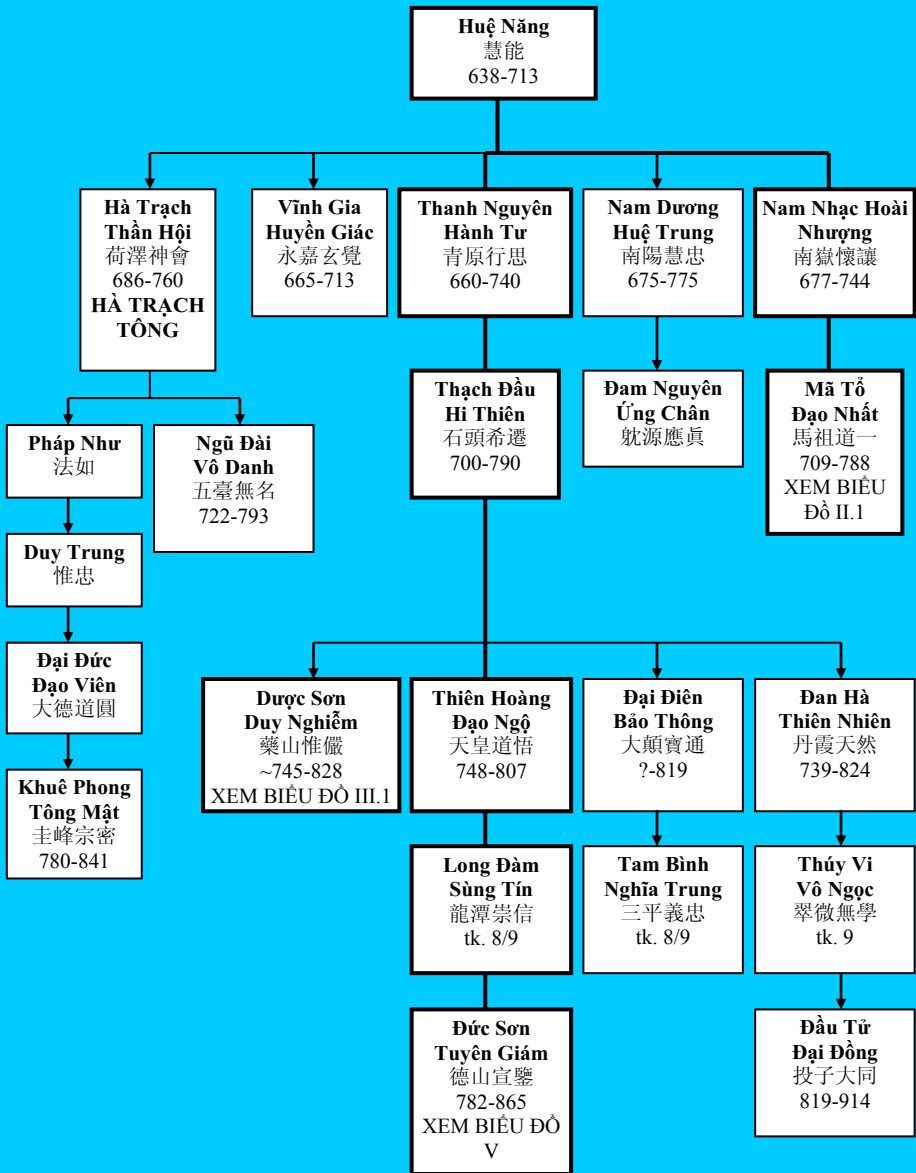 Huệ Năng
慧能
638-713
Hà Trạch
Thần Hội
荷澤神會
686-760
HÀ TRẠCH
TÔNG
Vĩnh Gia
Huyền Giác
永嘉玄覺
665-713
Thanh Nguyên
Hành Tư
青原行思
660-740
Nam Dương
Huệ Trung
南陽慧忠
675-775
Nam Nhạc Hoài
Nhượng
南嶽懷讓
677-744
Pháp Như
法如
Ngũ Đài
Vô Danh
五臺無名
722-793
Thạch Đầu
Hi Thiên
石頭希遷
700-790
Đam Nguyên
Ứng Chân
躭源應眞
Mã Tổ
Đạo Nhất
馬祖道一
709-788
XEM BIỂU
Đồ II.1
Duy Trung
惟忠
Đại Đức
Đạo Viên
大德道圓
Khuê Phong
Tông Mật
圭峰宗密
780-841
Dược Sơn
Duy Nghiễm
藥山惟儼
~745-828
XEM BIỂU ĐỒ III.1
Thiên Hoàng
Đạo Ngộ
天皇道悟
748-807
Đại Điên
Bảo Thông
大顛寶通
?-819
Đan Hà
Thiên Nhiên
丹霞天然
739-824
Long Đàm
Sùng Tín
龍潭崇信
tk. 8/9
Tam Bình
Nghĩa Trung
三平義忠
tk. 8/9
Thúy Vi
Vô Ngọc
翠微無學
tk. 9
Đức Sơn
Tuyên Giám
德山宣鑒
782-865
XEM BIỂU ĐỒ
V
Đầu Tử
Đại Đồng
投子大同
819-914